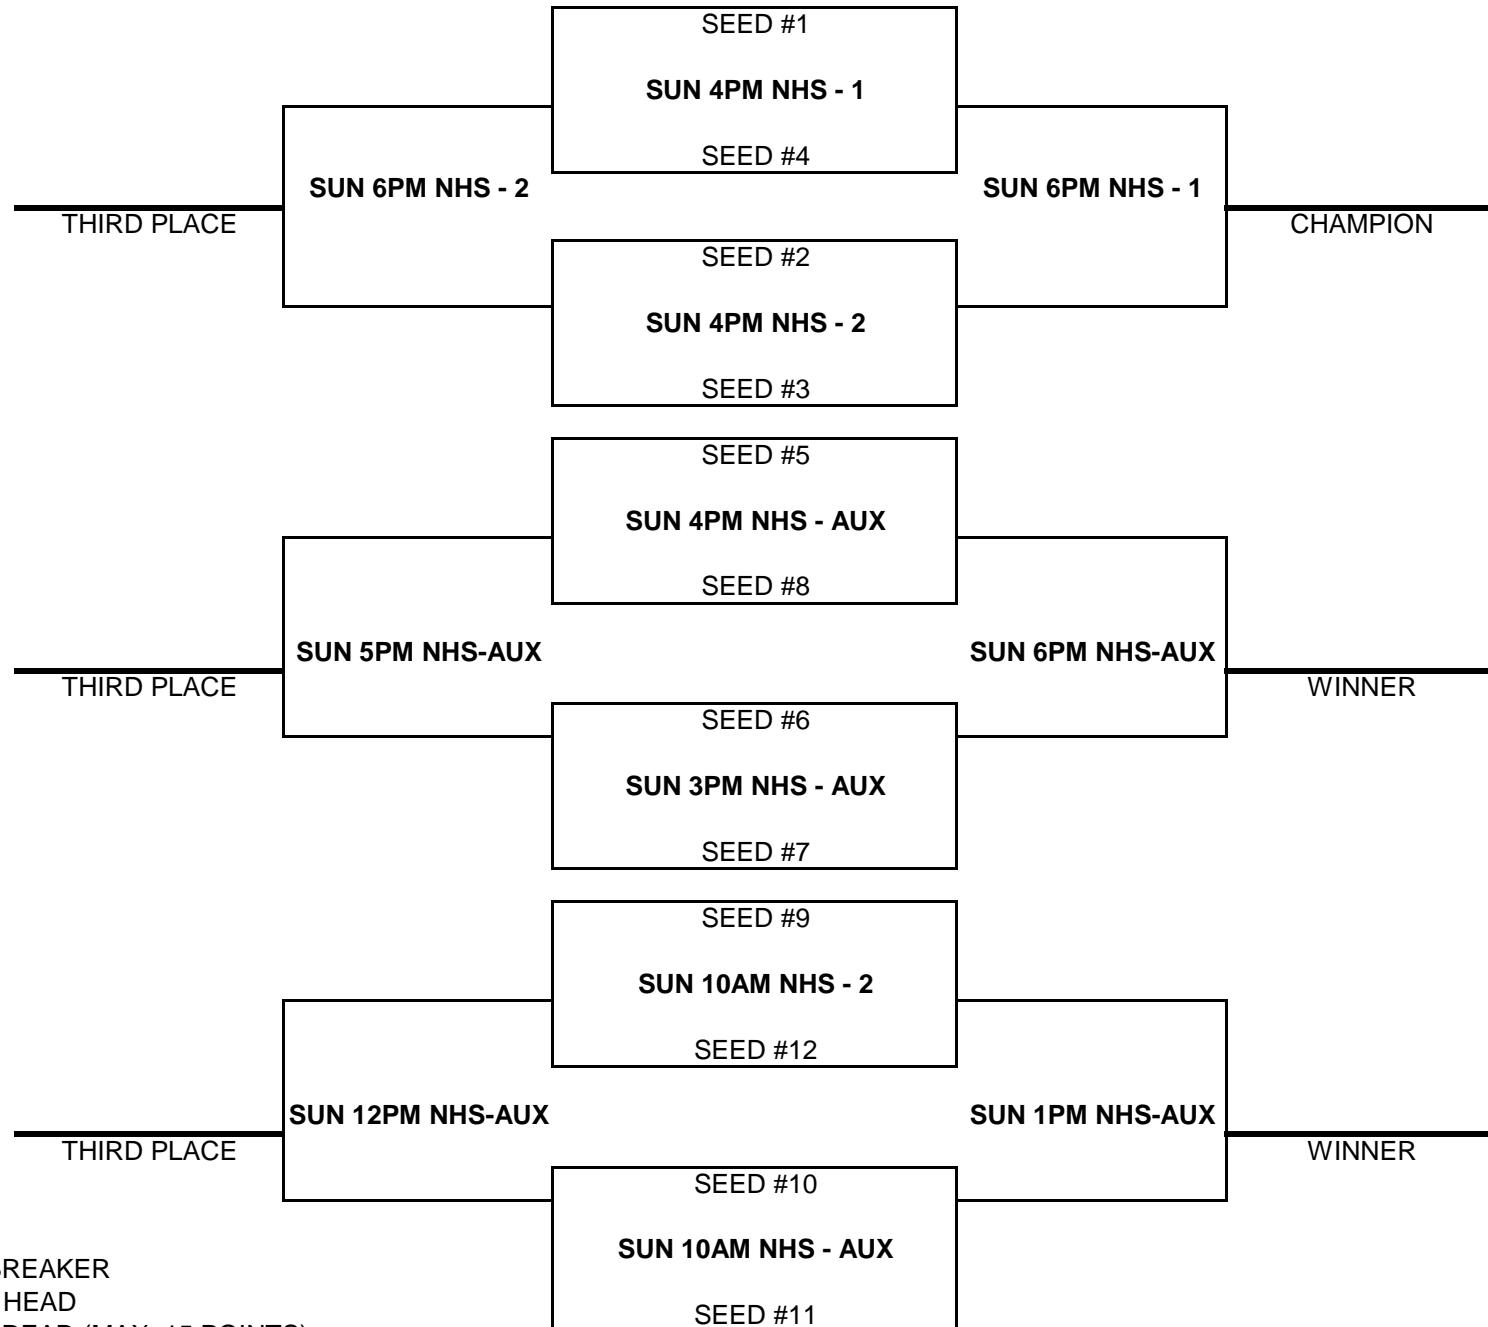 SEED #1
SUN 4PM NHS - 1
SEED #4
SUN 6PM NHS - 2
SUN 6PM NHS - 1
THIRD PLACE
CHAMPION
SEED #2
SUN 4PM NHS - 2
SEED #3
SEED #5
SUN 4PM NHS - AUX
SEED #8
SUN 5PM NHS-AUX
SUN 6PM NHS-AUX
THIRD PLACE
WINNER
SEED #6
SUN 3PM NHS - AUX
SEED #7
SEED #9
SUN 10AM NHS - 2
SEED #12
SUN 12PM NHS-AUX
SUN 1PM NHS-AUX
THIRD PLACE
WINNER
SEED #10
SUN 10AM NHS - AUX
SEED #11
BREAKER
HEAD